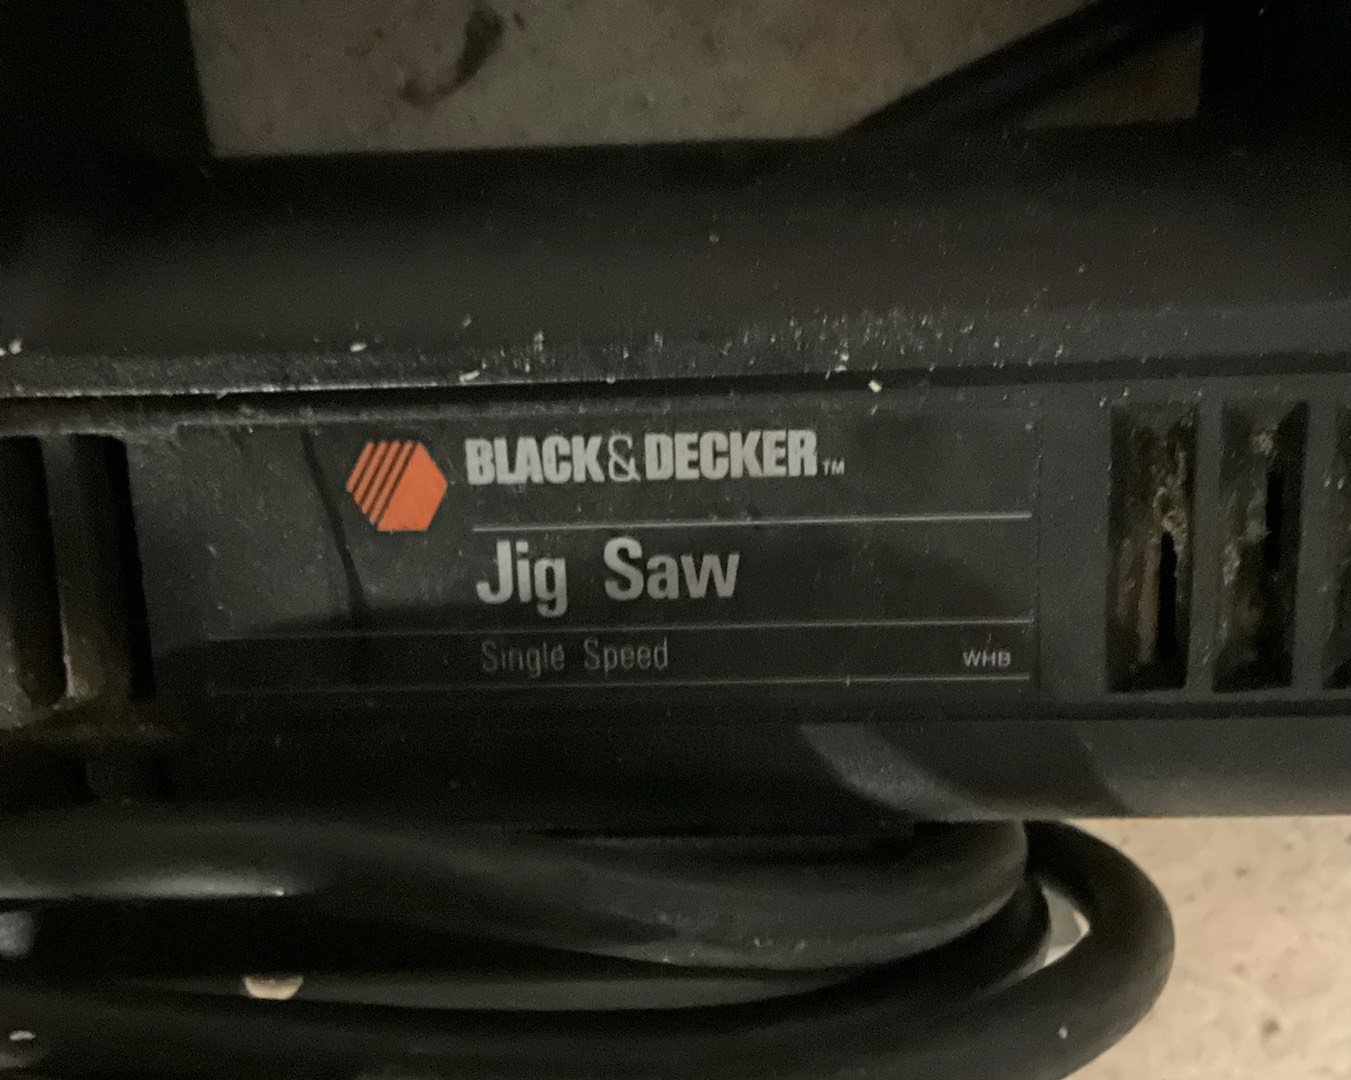 BLACK&DECKER™
Jig Saw
Single Speed WHB